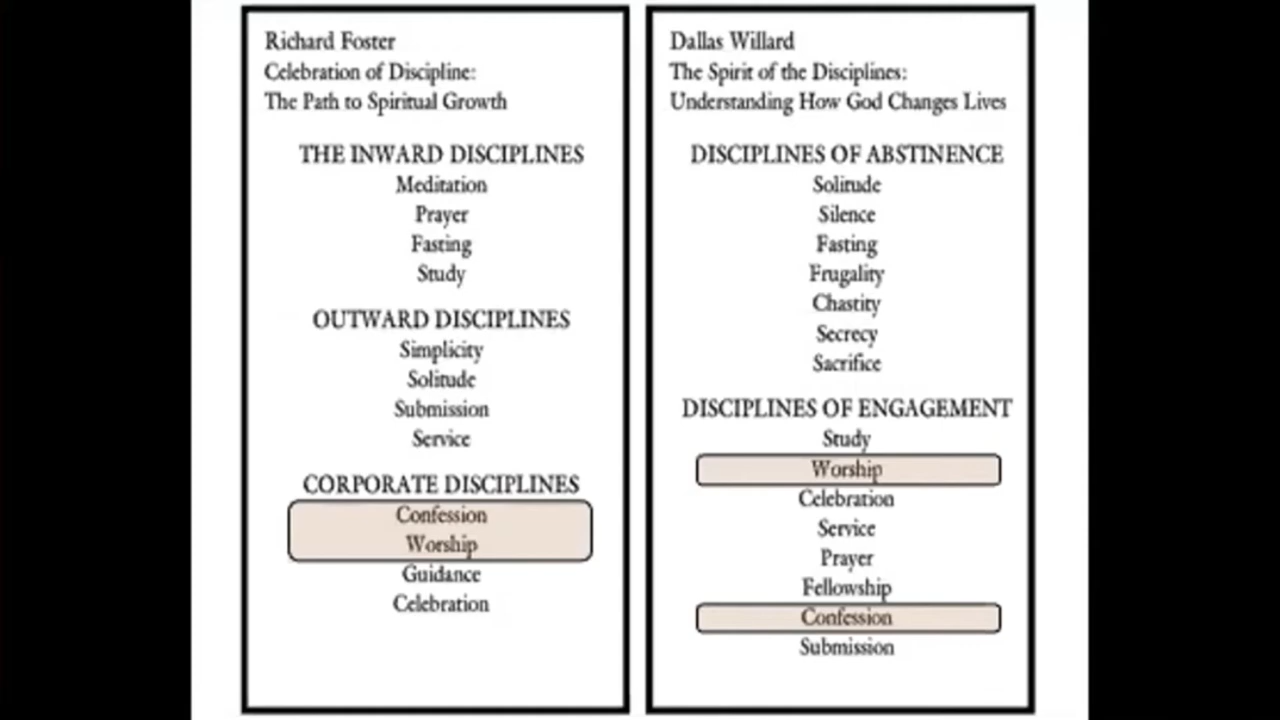 Richard Foster
Celebration of Discipline:
The Path to Spiritual Growth
THE INWARD DISCIPLINES
Meditation
Prayer
Fasting
Study
OUTWARD DISCIPLINES
Simplicity
Solitude
Submission
Service
CORPORATE DISCIPLINES
Confession
Worship
Guidance
Celebration
Dallas Willard
The Spirit of the Disciplines:
Understanding How God Changes Lives
DISCIPLINES OF ABSTINENCE
Solitude
Silence
Fasting
Frugality
Chastity
Secrecy
Sacrifice
DISCIPLINES OF ENGAGEMENT
Study
Worship
Celebration
Service
Prayer
Fellowship
Confession
Submission